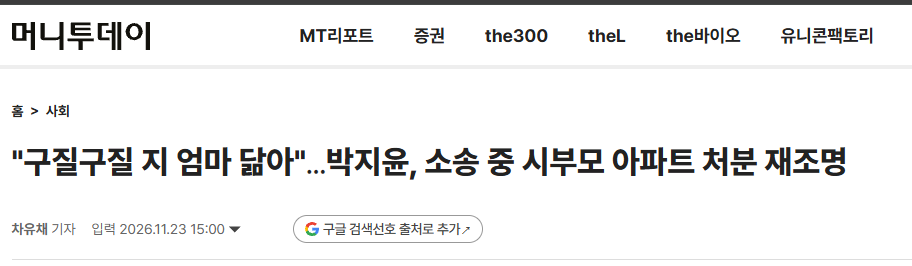 머니투데이 MT리포트 증권 the300 theL the바이오 유니콘팩토리
홈 > 사회
"구질구질 지 엄마 닮아"...박지윤, 소송 중 시부모 아파트 처분 재조명
차유채 기자 입력 2026.11.23 15:00 ▼ 구글 검색선호 출처로 추가↗